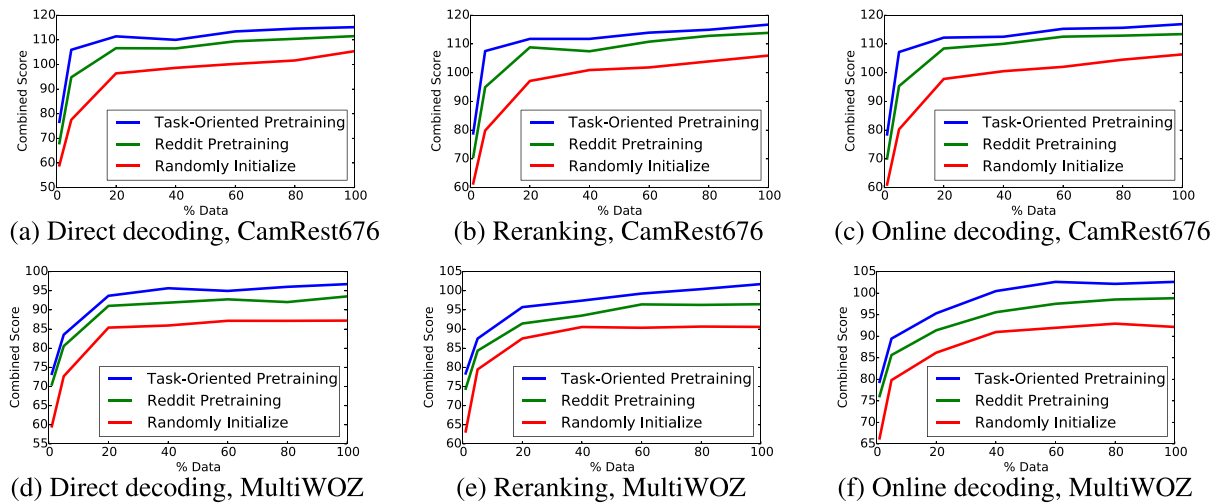 120
110
100
90
80
70
60
50
Combined Score
Task-Oriented Pretraining
Reddit Pretraining
Randomly Initialize
0 20 40 60 80 100
% Data
(a) Direct decoding, CamRest676
120
110
100
90
80
70
60
Combined Score
Task-Oriented Pretraining
Reddit Pretraining
Randomly Initialize
0 20 40 60 80 100
% Data
(b) Reranking, CamRest676
120
110
100
90
80
70
60
Combined Score
Task-Oriented Pretraining
Reddit Pretraining
Randomly Initialize
0 20 40 60 80 100
% Data
(c) Online decoding, CamRest676
100
95
90
85
80
75
70
65
60
55
Combined Score
Task-Oriented Pretraining
Reddit Pretraining
Randomly Initialize
0 20 40 60 80 100
% Data
(d) Direct decoding, MultiWOZ
105
100
95
90
85
80
75
70
65
60
Combined Score
Task-Oriented Pretraining
Reddit Pretraining
Randomly Initialize
0 20 40 60 80 100
% Data
(e) Reranking, MultiWOZ
105
100
95
90
85
80
75
70
65
Combined Score
Task-Oriented Pretraining
Reddit Pretraining
Randomly Initialize
0 20 40 60 80 100
% Data
(f) Online decoding, MultiWOZ